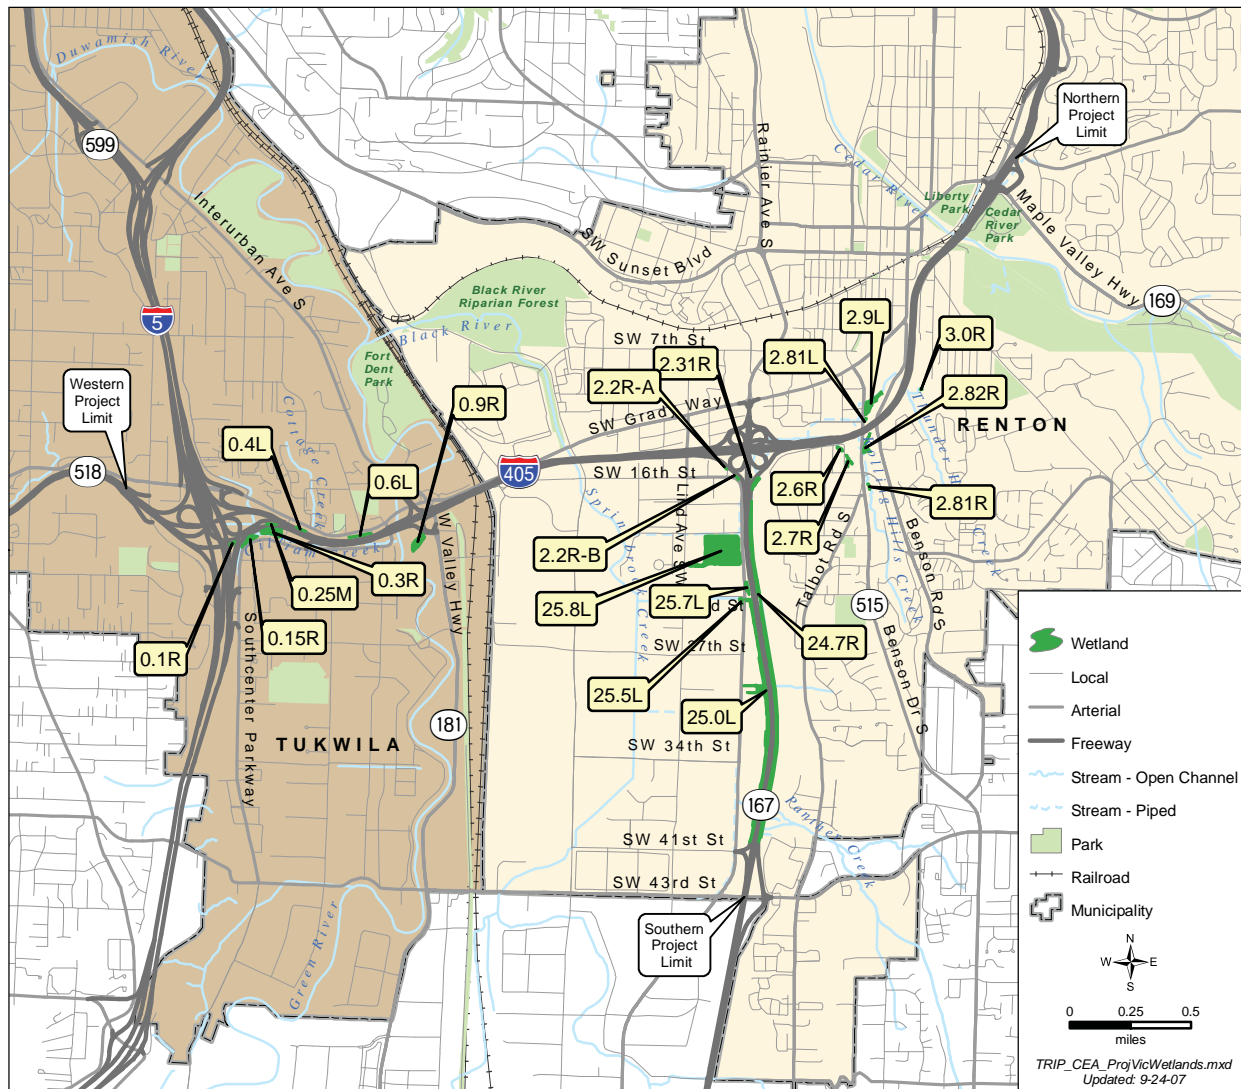 Duwamish River
599
Interurban Ave S
5
Western
Project
Limit
518
Black River
Riparian Forest
Black River
Fort
Dent
Park
SW Sunset Blvd
Rainier Ave S
Cedar River
Liberty
Park
Cedar
River
Park
Northern
Project
Limit
Maple Valley Hwy
169
SW 7th St
2.31R
2.2R-A
2.81L
2.9L
3.0R
2.82R
RENTON
SW Grady Way
0.9R
0.4L
0.6L
Cottage Creek
405
SW 16th St
Lind Ave SW
Springbrook Creek
2.6R
2.7R
2.81R
Thunder H
Creek
Rolling Hills Creek
Benson Rd S
Talbot Rd S
515
Benson Dr S
2.2R-B
25.8L
25.7L
d St
24.7R
SW 27th St
25.5L
25.0L
SW 34th St
167
Panther Creek
SW 41st St
SW 43rd St
Southern
Project
Limit
Gilliam Creek
0.3R
0.25M
0.15R
0.1R
W Valley Hwy
Southcenter Parkway
TUKWILA
181
Green River
Wetland
Local
Arterial
Freeway
Stream - Open Channel
Stream - Piped
Park
Railroad
Municipality
N
W E
S
0 0.25 0.5
miles
TRIP_CEA_ProjVicWetlands.mxd
Updated: 9-24-07